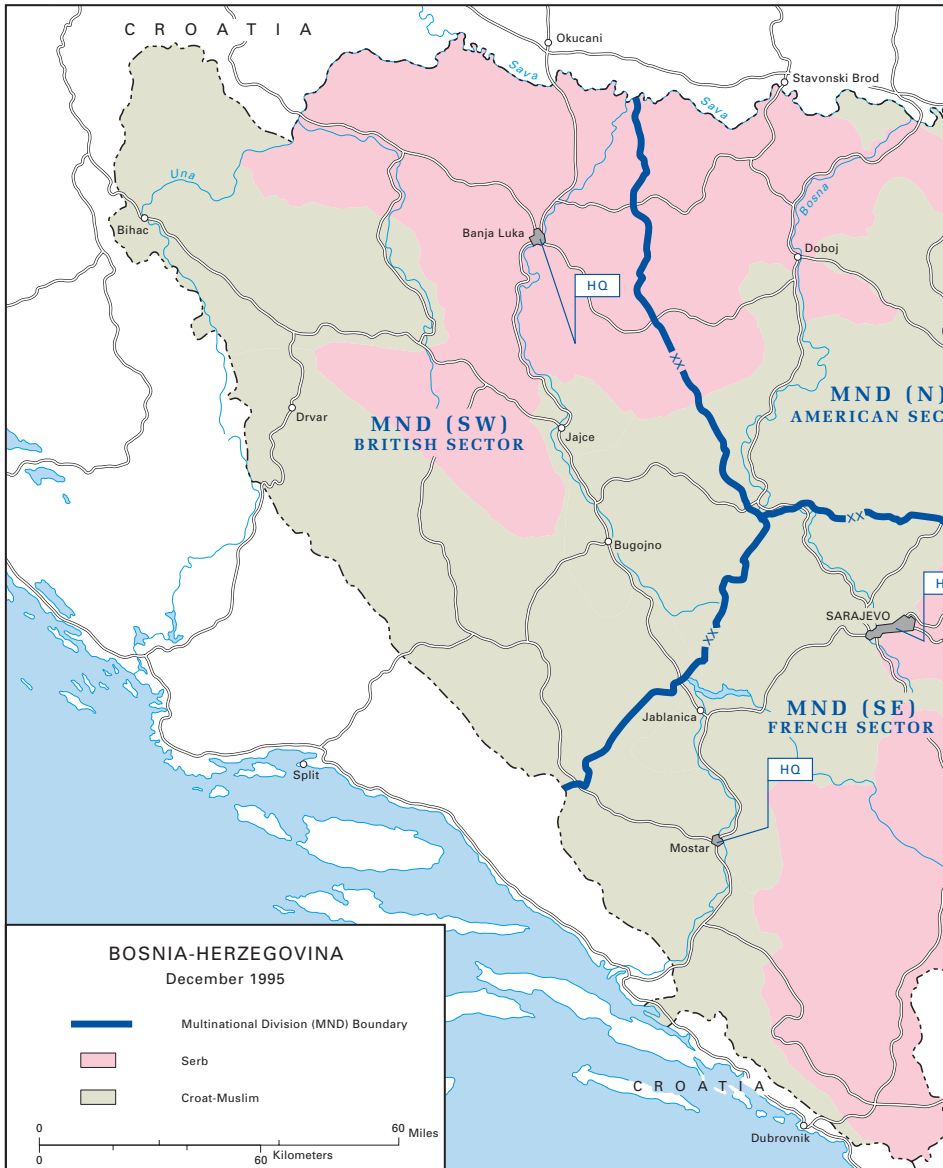 CROATIA
Okucani
Stavonski Brod
Sava
Sava
Una
Bosna
Bihac
Banja Luka
Doboj
HQ
XX
MND (N)
AMERICAN SEC
Drvar
MND (SW)
BRITISH SECTOR
Jajce
XX
Bugojno
H
SARAJEVO
XX
MND (SE)
FRENCH SECTOR
Jablanica
Split
HQ
Mostar
BOSNIA-HERZEGOVINA
December 1995
Multinational Division (MND) Boundary
Serb
Croat-Muslim
0 60 Miles
0 60 Kilometers
CROATIA
Dubrovnik